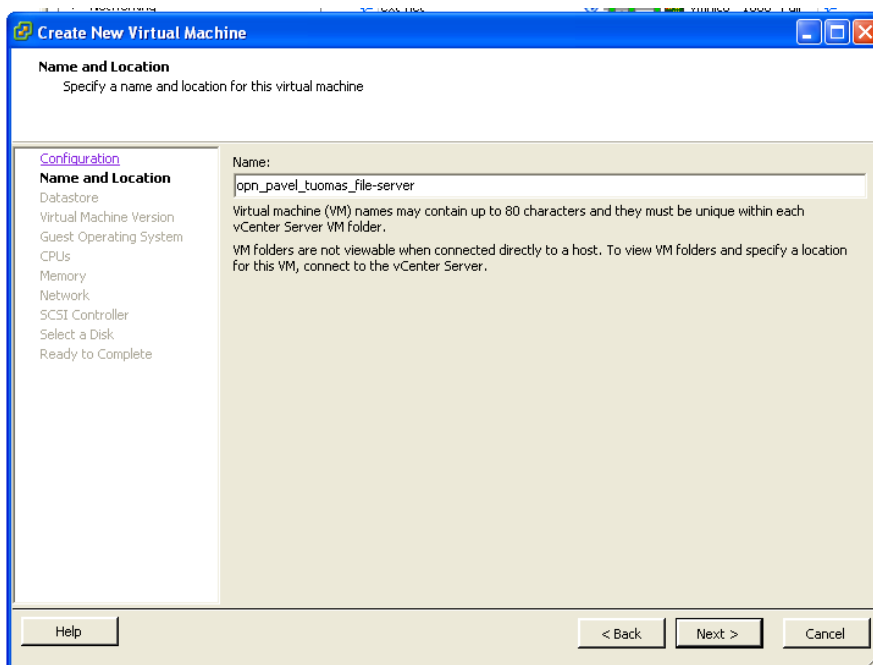 Create New Virtual Machine
Name and Location
Specify a name and location for this virtual machine
Configuration
Name and Location
Datastore
Virtual Machine Version
Guest Operating System
CPUs
Memory
Network
SCSI Controller
Select a Disk
Ready to Complete
Name:
opn_pavel_tuomas_file-server
Virtual machine (VM) names may contain up to 80 characters and they must be unique within each
vCenter Server VM folder.
VM folders are not viewable when connected directly to a host. To view VM folders and specify a location
for this VM, connect to the vCenter Server.
Help
< Back
Next >
Cancel